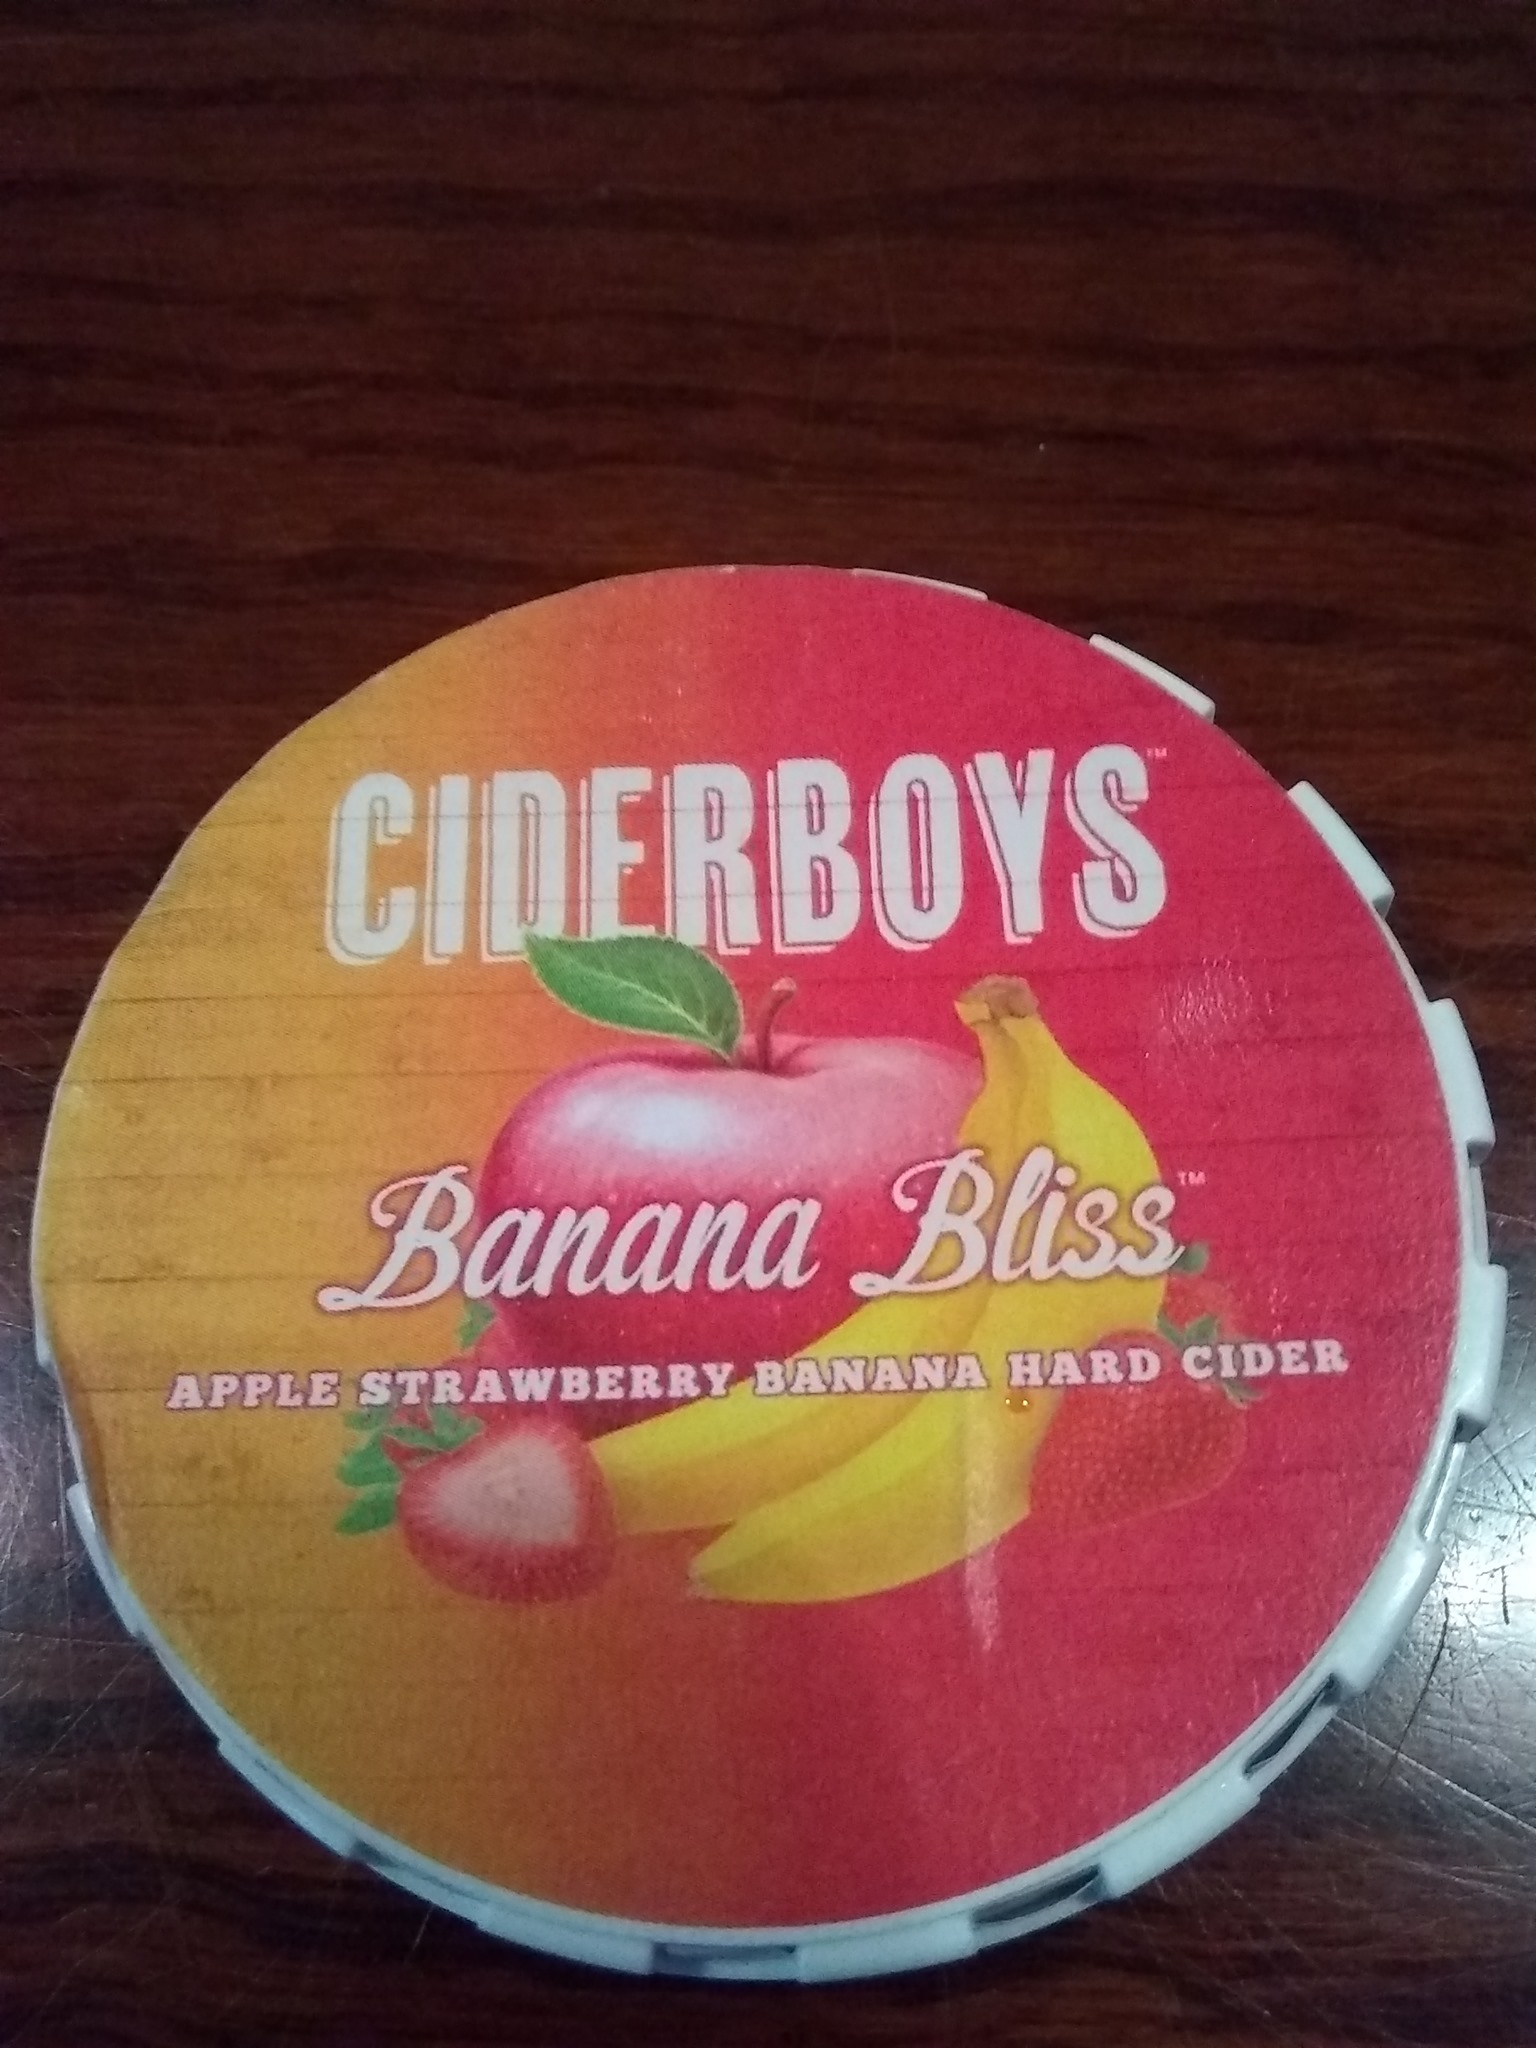 CIDERBOYS™
Banana Bliss™
APPLE STRAWBERRY BANANA HARD CIDER